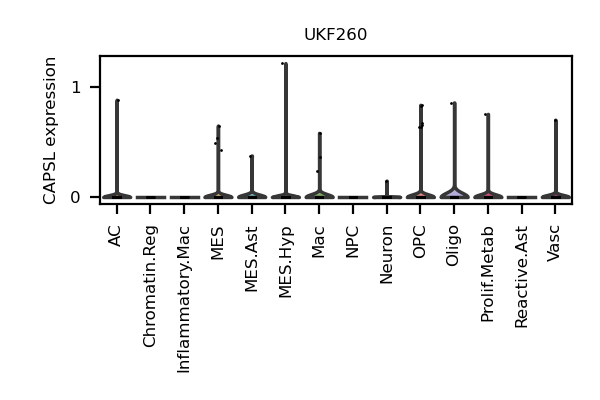 UKF260
CAPSL expression
1
0
AC
Chromatin.Reg
Inflammatory.Mac
MES
MES.Ast
MES.Hyp
Mac
NPC
Neuron
OPC
Oligo
Prolif.Metab
Reactive.Ast
Vasc